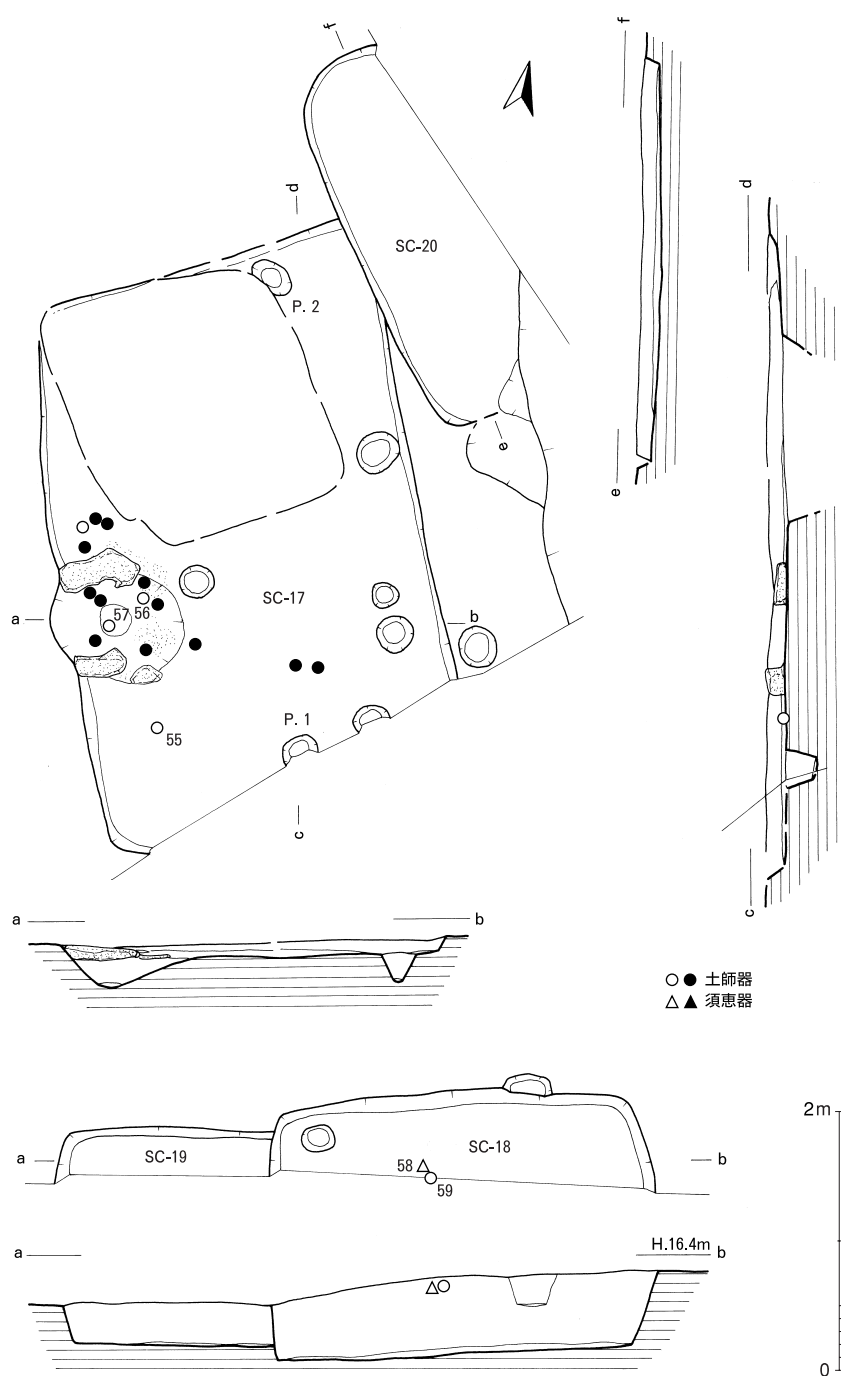 f
f
d
d
SC-20
P. 2
e
e
SC-17
a
b
57 56
55
P. 1
c
c
a
b
○● 土師器
△▲ 須恵器
2m
SC-19
SC-18
a
b
58
59
a
H.16.4m
b
0